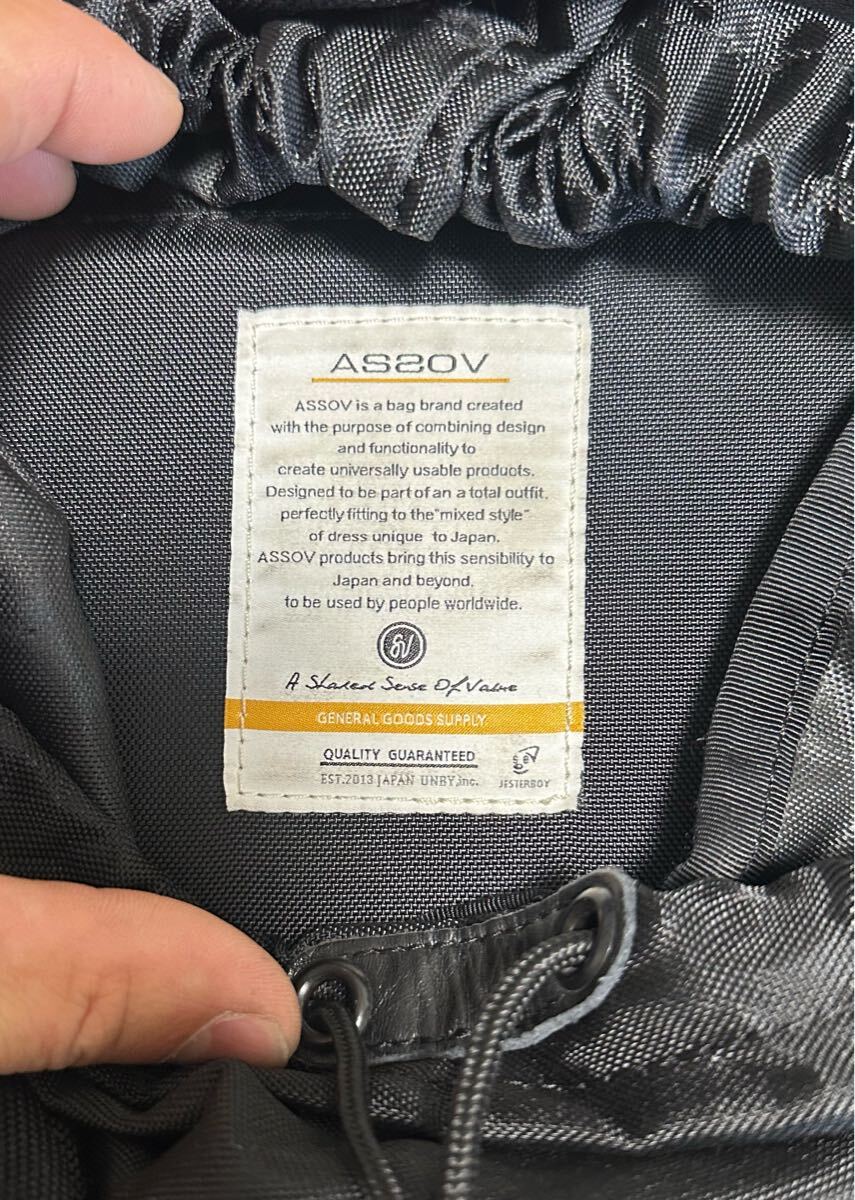 ASSOV
ASSOV is a bag brand created
with the purpose of combining design
and functionality to
create universally usable products.
Designed to be part of an a total outfit,
perfectly fitting to the "mixed style"
of dress unique to Japan.
ASSOV products bring this sensibility to
Japan and beyond,
to be used by people worldwide.
SV
A Shared Sense Of Value
GENERAL GOODS SUPPLY
QUALITY GUARANTEED
EST.2013 JAPAN UNBY,inc.
JESTERBOY